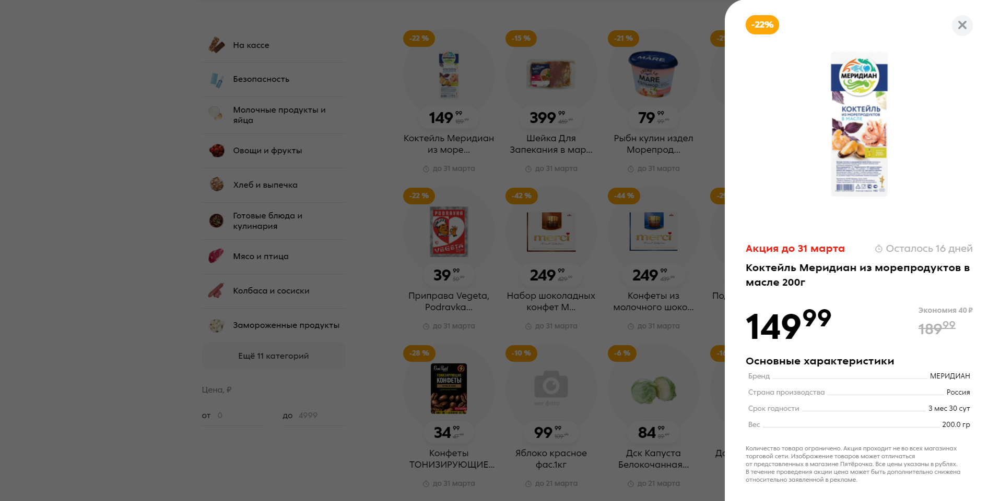 На кассе
Безопасность
Молочные продукты и
яйца
Овощи и фрукты
Хлеб и выпечка
Готовые блюда и
кулинария
Мясо и птица
Колбаса и сосиски
Замороженные продукты
Ещё 11 категорий
Цена, ₽
от 0
до 4999
-22 %
МЕРИДИАН
КОКТЕЙЛЬ
149 99 189 99
Коктейль Меридиан
из море...
до 31 марта
-15 %
399 99 469 99
Шейка Для
Запекания в мар...
до 31 марта
-21 %
MARE
CRÈME
MARE
кальмар
79 99 99 99
Рыбн кулин издел
Морепрод...
до 31 марта
-22 %
PODRAVKA
VEGETA
39 99 50 99
Приправа Vegeta,
Podravka...
до 31 марта
-42 %
merci
249 99 429 99
Набор шоколадных
конфет М...
до 31 марта
-44 %
merci
249 99 439 99
Конфеты из
молочного шоко...
до 31 марта
-28 %
ТОНИЗИРУЮЩИЕ
КОНФЕТЫ
34 99 47 99
Конфеты
ТОНИЗИРУЮЩИЕ...
до 31 марта
-10 %
нет фото
99 99 109 99
Яблоко красное
фас.1кг
до 21 марта
-6 %
84 99 89 99
Дск Капуста
Белокочанная...
до 21 марта
-22%
МЕРИДИАН
КОКТЕЙЛЬ
ИЗ МОРЕПРОДУКТОВ
В МАСЛЕ
200г
Акция до 31 марта
Осталось 16 дней
Коктейль Меридиан из морепродуктов в
масле 200г
149 99
Экономия 40 ₽
189 99
Основные характеристики
Бренд МЕРИДИАН
Страна производства Россия
Срок годности 3 мес 30 сут
Вес 200.0 гр
Количество товара ограничено. Акция проходит не во всех магазинах
торговой сети. Изображение товаров может отличаться
от представленных в магазине Пятёрочка. Все цены указаны в рублях.
В течение проведения акции цена может быть дополнительно снижена
относительно заявленной в рекламе.